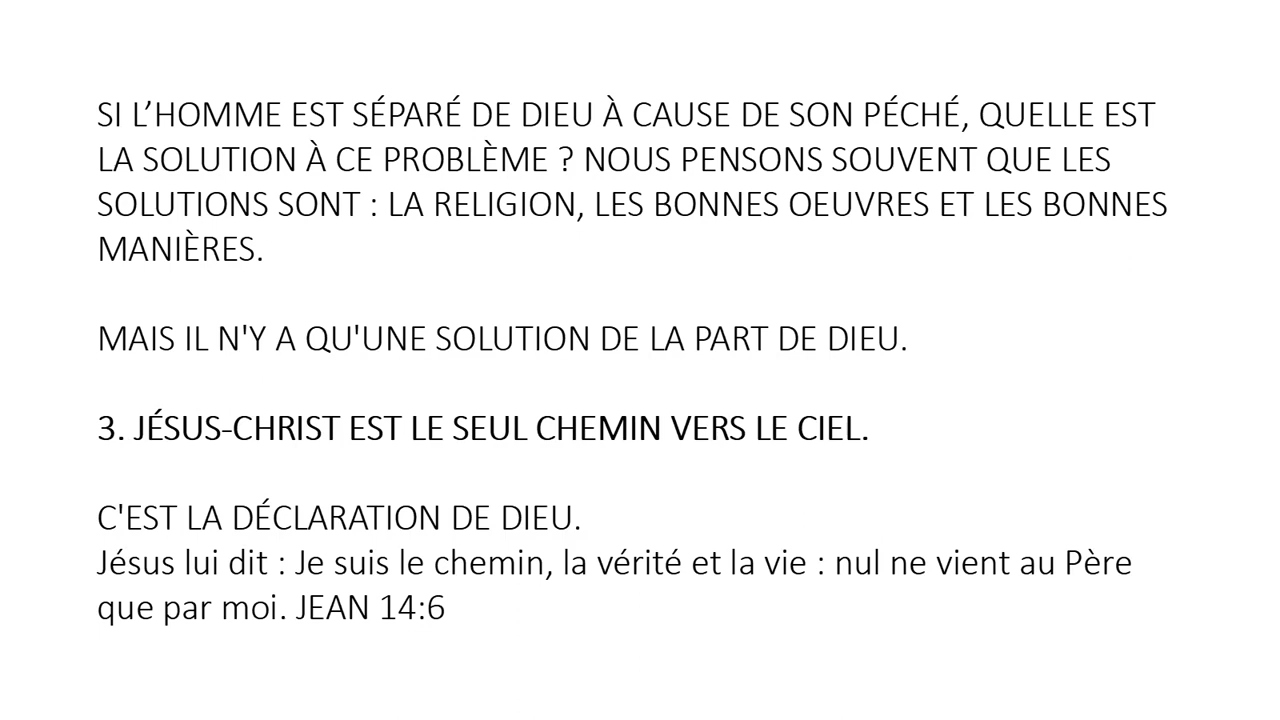 SI L’HOMME EST SÉPARÉ DE DIEU À CAUSE DE SON PÉCHÉ, QUELLE EST
LA SOLUTION À CE PROBLÈME ? NOUS PENSONS SOUVENT QUE LES
SOLUTIONS SONT : LA RELIGION, LES BONNES OEUVRES ET LES BONNES
MANIÈRES.
MAIS IL N'Y A QU'UNE SOLUTION DE LA PART DE DIEU.
3. JÉSUS-CHRIST EST LE SEUL CHEMIN VERS LE CIEL.
C'EST LA DÉCLARATION DE DIEU.
Jésus lui dit : Je suis le chemin, la vérité et la vie : nul ne vient au Père
que par moi. JEAN 14:6